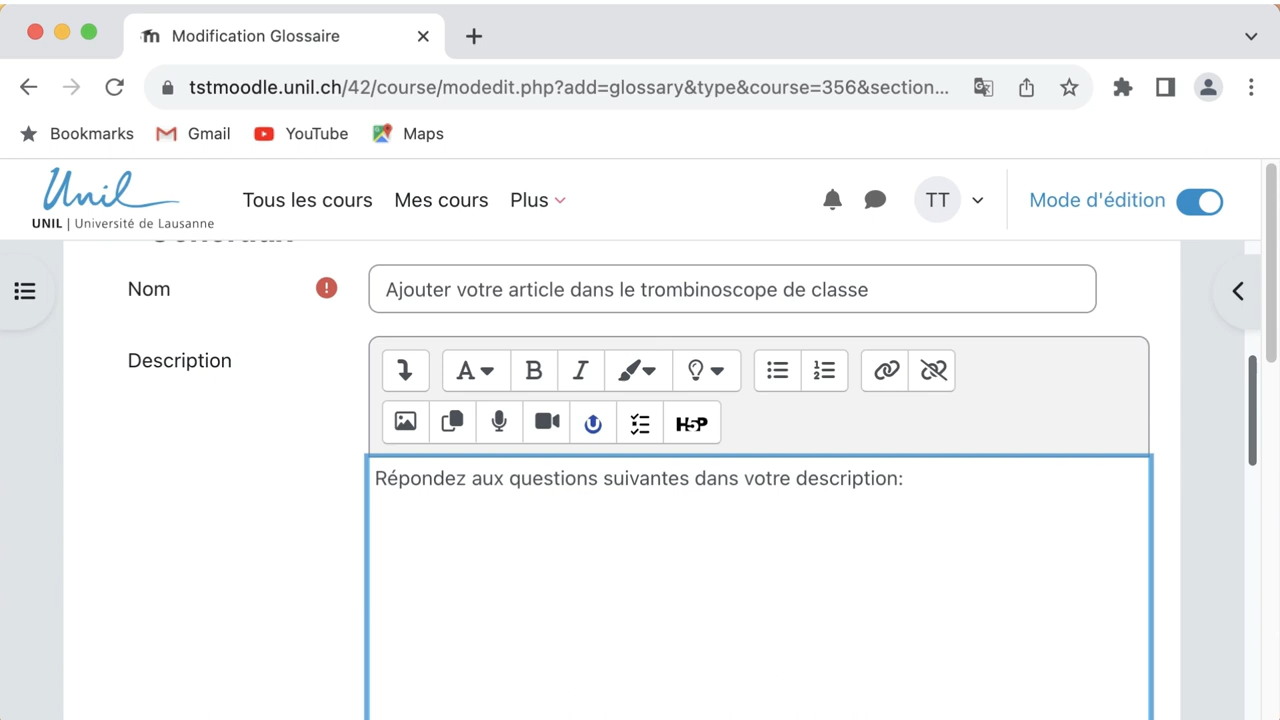 Modification Glossaire
tstmoodle.unil.ch/42/course/modedit.php?add=glossary&type&course=356&section...
Bookmarks Gmail YouTube Maps
Unil
UNIL | Université de Lausanne
Tous les cours Mes cours Plus
TT
Mode d'édition
Nom
Ajouter votre article dans le trombinoscope de classe
Description
A B I
H5P
Répondez aux questions suivantes dans votre description: